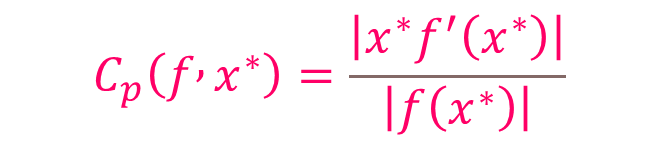 C_p(f, x*) = |x*f′(x*)| / |f(x*)|